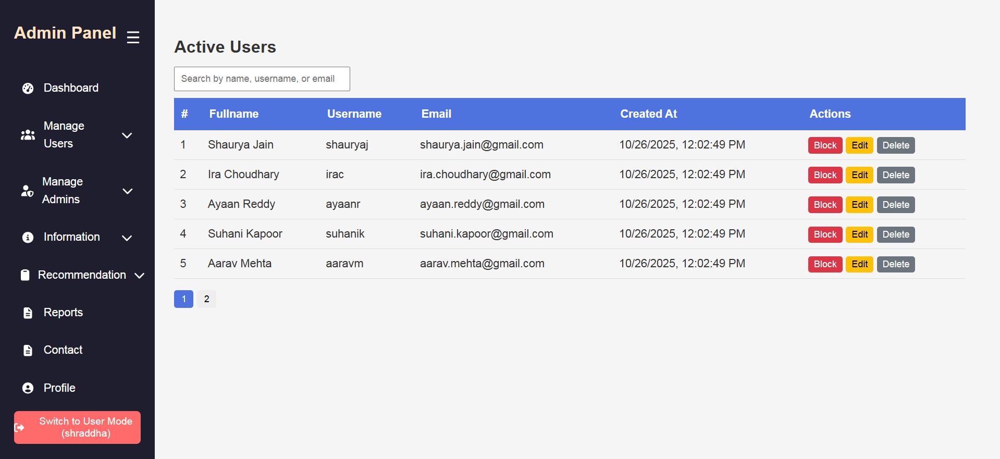 Admin Panel
Dashboard
Manage
Users
Manage
Admins
Information
Recommendation
Reports
Contact
Profile
Switch to User Mode
(shraddha)
Active Users
Search by name, username, or email
# Fullname Username Email Created At Actions
1 Shaurya Jain shauryaj shaurya.jain@gmail.com 10/26/2025, 12:02:49 PM Block Edit Delete
2 Ira Choudhary irac ira.choudhary@gmail.com 10/26/2025, 12:02:49 PM Block Edit Delete
3 Ayaan Reddy ayaanr ayaan.reddy@gmail.com 10/26/2025, 12:02:49 PM Block Edit Delete
4 Suhani Kapoor suhanik suhani.kapoor@gmail.com 10/26/2025, 12:02:49 PM Block Edit Delete
5 Aarav Mehta aaravm aarav.mehta@gmail.com 10/26/2025, 12:02:49 PM Block Edit Delete
1 2